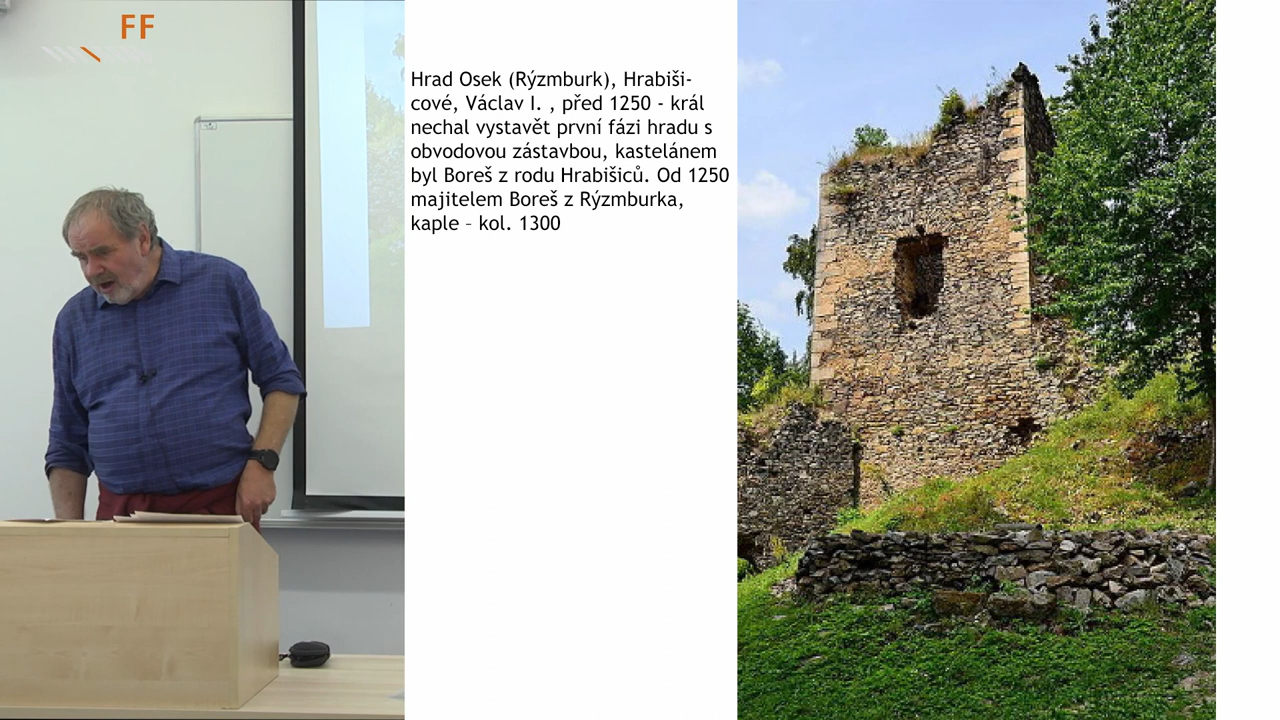 FF
Hrad Osek (Rýzmburk), Hrabiši-
cové, Václav I. , před 1250 - král
nechal vystavět první fázi hradu s
obvodovou zástavbou, kastelánem
byl Boreš z rodu Hrabišiců. Od 1250
majitelem Boreš z Rýzmburka,
kaple – kol. 1300